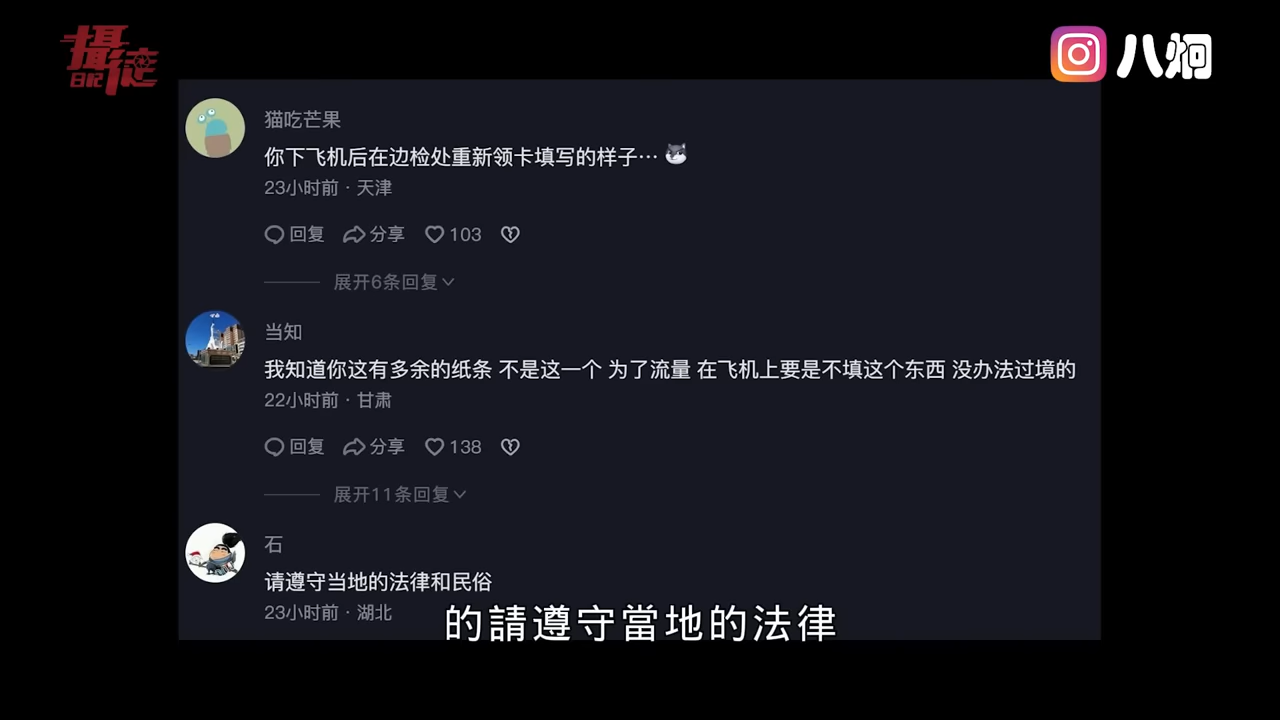 攝徒
日記
八炯
猫吃芒果
你下飞机后在边检处重新领卡填写的样子…
23小时前 · 天津
回复 分享 103
展开6条回复
当知
我知道你这有多余的纸条 不是这一个 为了流量 在飞机上要是不填这个东西 没办法过境的
22小时前 · 甘肃
回复 分享 138
展开11条回复
石
请遵守当地的法律和民俗
23小时前 · 湖北
的請遵守當地的法律